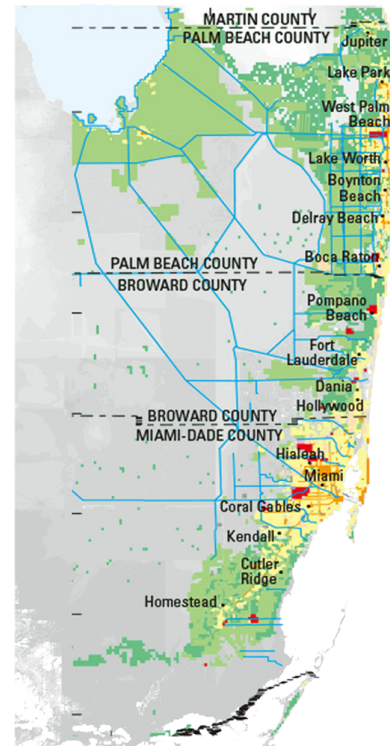 MARTIN COUNTY
PALM BEACH COUNTY
Jupiter
Lake Park
West Palm
Beach
Lake Worth
Boynton
Beach
Delray Beach
Boca Raton
PALM BEACH COUNTY
BROWARD COUNTY
Pompano
Beach
Fort
Lauderdale
Dania
Hollywood
BROWARD COUNTY
MIAMI-DADE COUNTY
Hialeah
Miami
Coral Gables
Kendall
Cutler
Ridge
Homestead